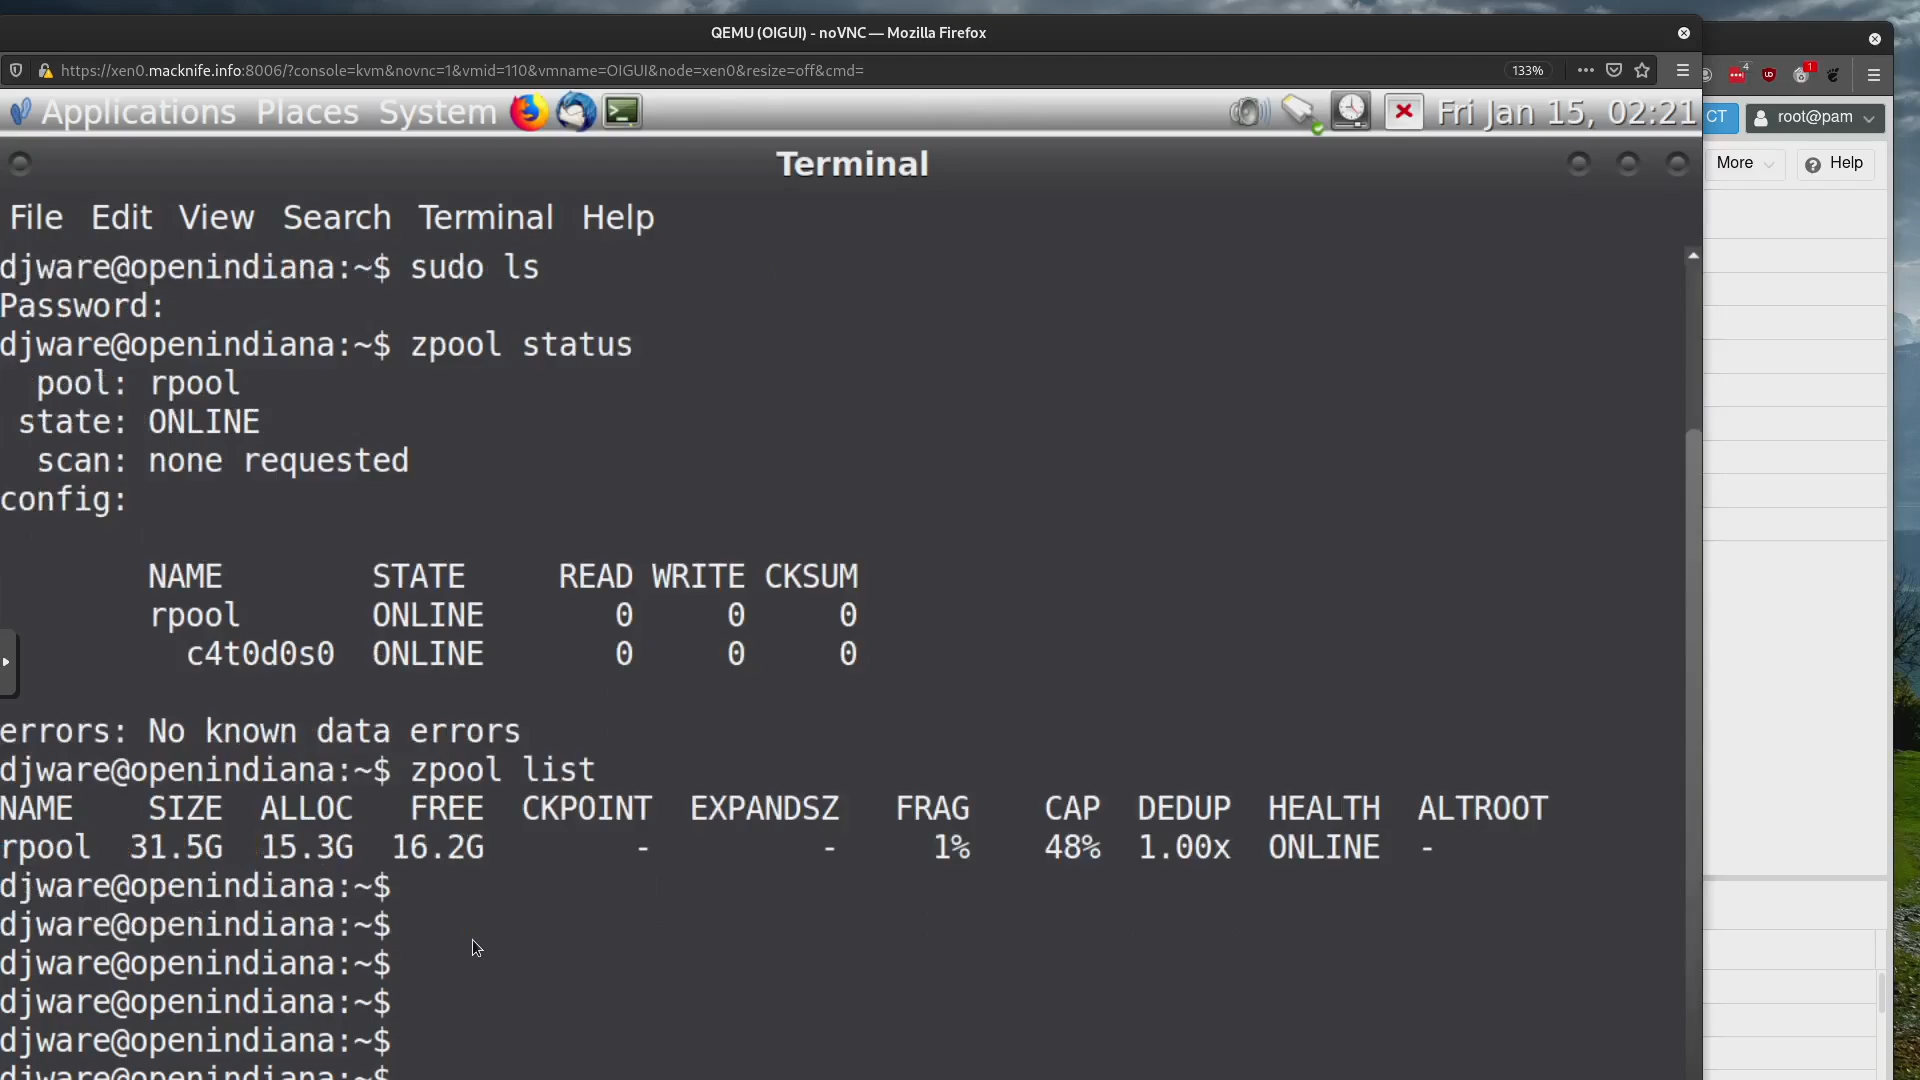 QEMU (OIGUI) - noVNC — Mozilla Firefox
https://xen0.macknife.info:8006/?console=kvm&novnc=1&vmid=110&vmname=OIGUI&node=xen0&resize=off&cmd=
133%
4
1
Applications Places System
Fri Jan 15, 02:21
CT
root@pam
Terminal
More
Help
File Edit View Search Terminal Help
djware@openindiana:~$ sudo ls
Password:
djware@openindiana:~$ zpool status
  pool: rpool
 state: ONLINE
  scan: none requested
config:
        NAME        STATE     READ WRITE CKSUM
        rpool       ONLINE       0     0     0
          c4t0d0s0  ONLINE       0     0     0
errors: No known data errors
djware@openindiana:~$ zpool list
NAME    SIZE  ALLOC   FREE  CKPOINT  EXPANDSZ   FRAG    CAP  DEDUP  HEALTH  ALTROOT
rpool  31.5G  15.3G  16.2G        -         -     1%    48%  1.00x  ONLINE  -
djware@openindiana:~$
djware@openindiana:~$
djware@openindiana:~$
djware@openindiana:~$
djware@openindiana:~$
djware@openindiana:~$